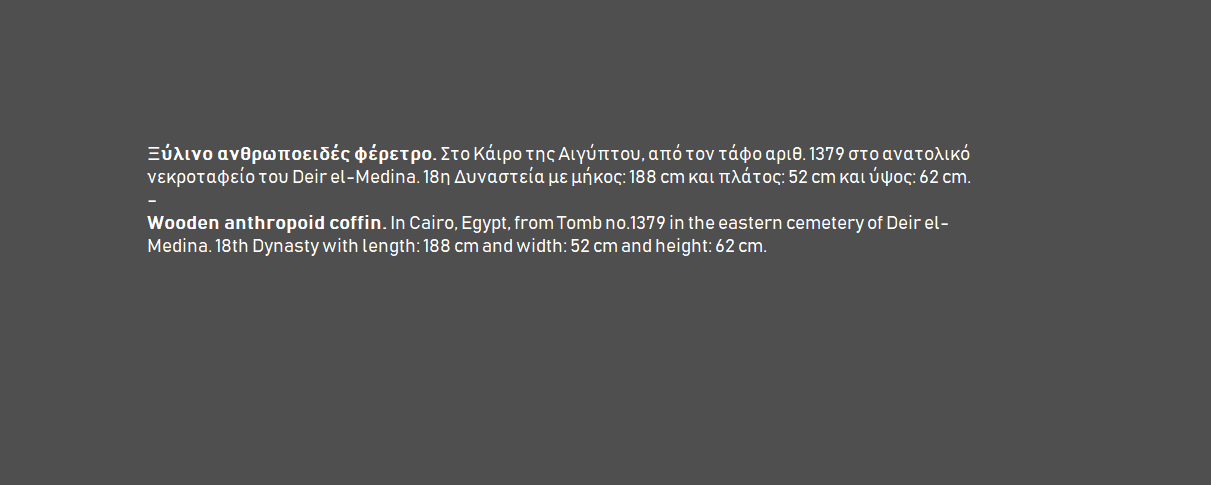 Ξύλινο ανθρωποειδές φέρετρο. Στο Κάιρο της Αιγύπτου, από τον τάφο αριθ. 1379 στο ανατολικό
νεκροταφείο του Deir el-Medina. 18η Δυναστεία με μήκος: 188 cm και πλάτος: 52 cm και ύψος: 62 cm.
–
Wooden anthropoid coffin. In Cairo, Egypt, from Tomb no.1379 in the eastern cemetery of Deir el-
Medina. 18th Dynasty with length: 188 cm and width: 52 cm and height: 62 cm.